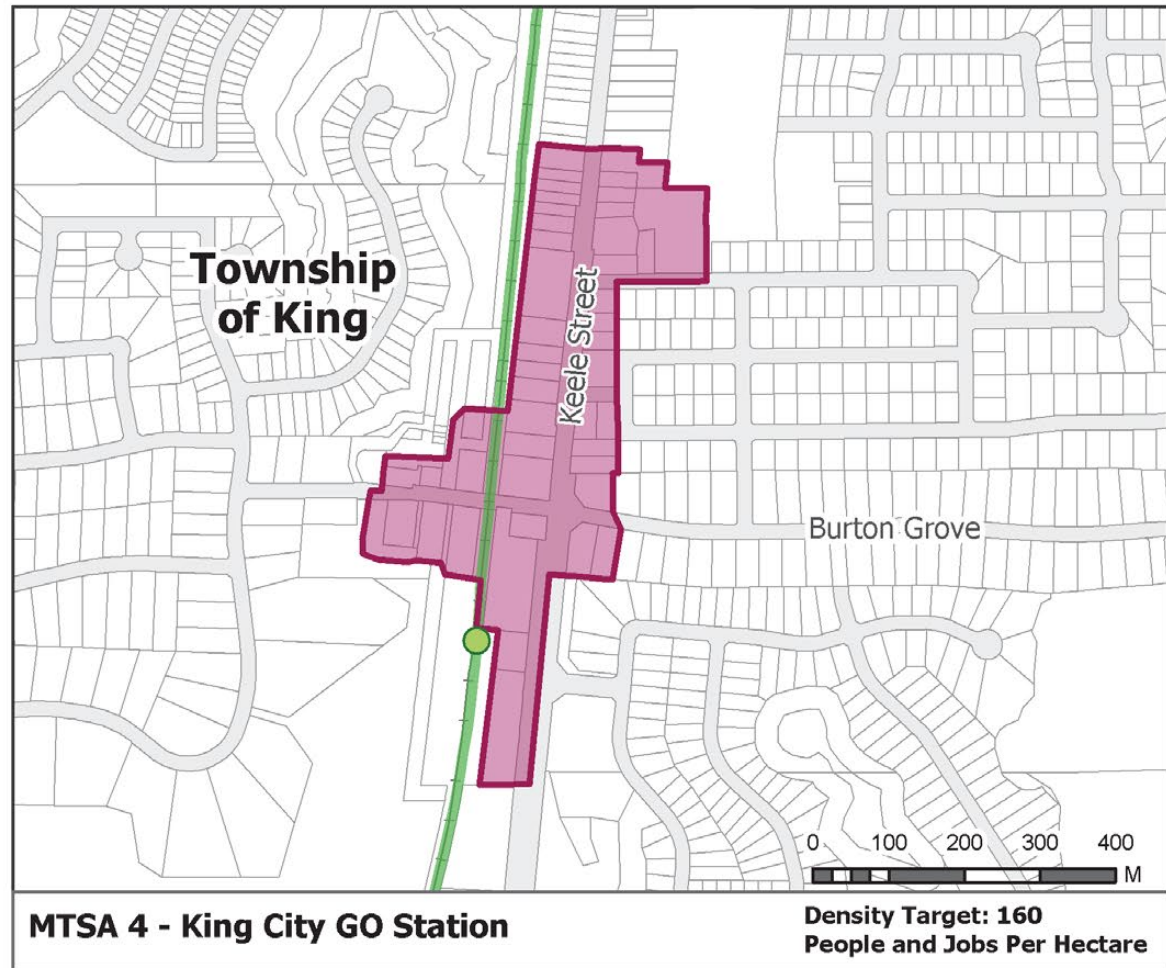 Township
of King
Keele Street
Burton Grove
0 100 200 300 400
M
MTSA 4 - King City GO Station
Density Target: 160
People and Jobs Per Hectare